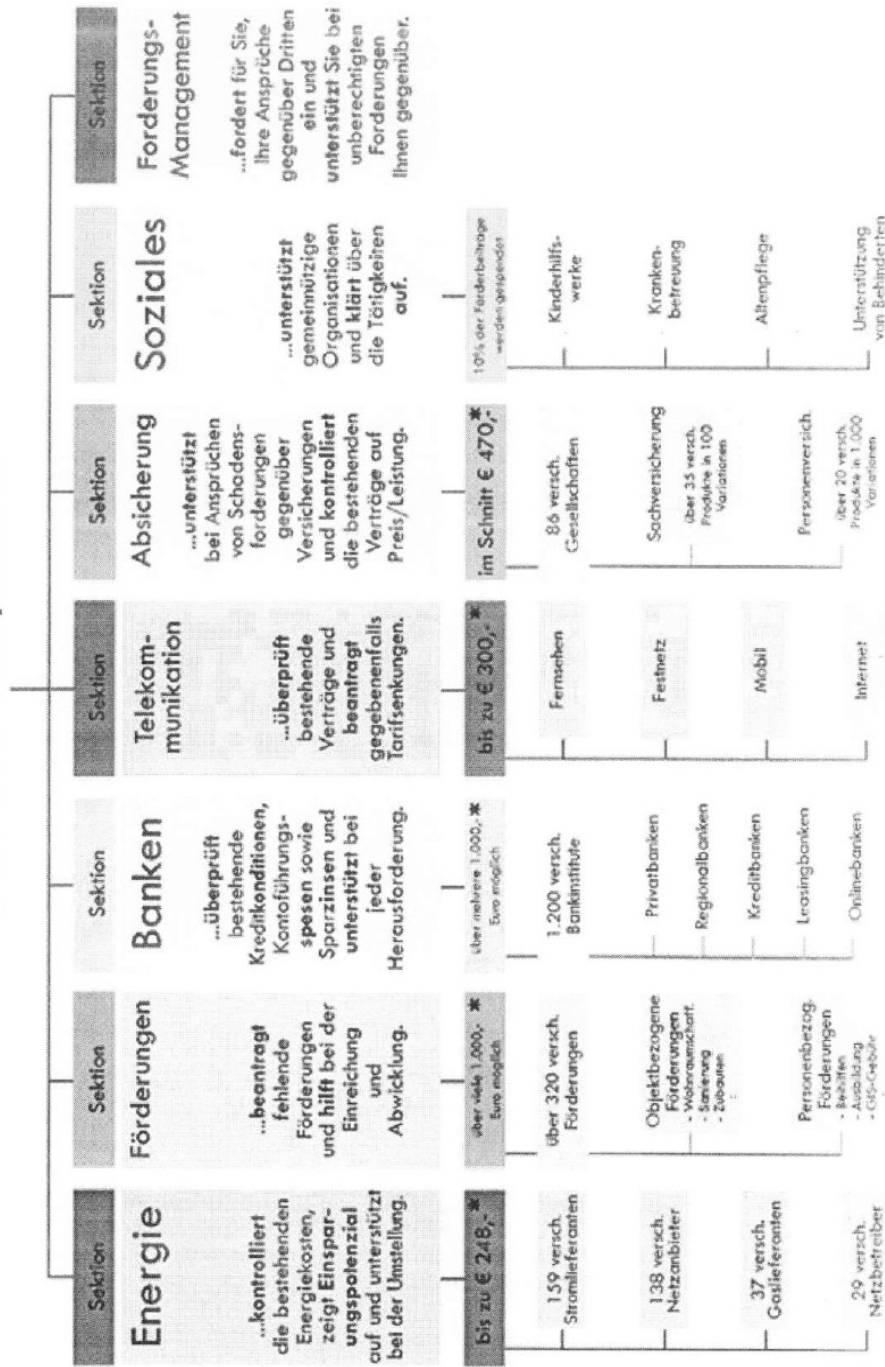 Sektion
Energie
...kontrolliert
die bestehenden
Energiekosten,
zeigt Einspar-
ungspotenzial
auf und unterstützt
bei der Umstellung.
bis zu € 248,-*
159 versch.
Stromlieferanten
138 versch.
Netzanbieter
37 versch.
Gaslieferanten
29 versch.
Netzbetreiber
Sektion
Förderungen
...beantragt
fehlende
Förderungen
und hilft bei der
Einreichung
und
Abwicklung.
über viele 1.000,- *
Euro möglich
über 320 versch.
Förderungen
Objektbezogene
Förderungen
- Wohnraumschaff.
- Sanierung
- Zubauten
Personenbezog.
Förderungen
- Beihilfen
- Ausbildung
- GIS-Gebühr
Sektion
Banken
...überprüft
bestehende
Kreditkonditionen,
Kontoführungs-
spesen sowie
Sparzinsen und
unterstützt bei
jeder
Herausforderung.
über mehrere 1.000,- *
Euro möglich
1.200 versch.
Bankinstitute
Privatbanken
Regionalbanken
Kreditbanken
Leasingbanken
Onlinebanken
Sektion
Telekom-
munikation
...überprüft
bestehende
Verträge und
beantragt
gegebenenfalls
Tarifsenkungen.
bis zu € 300,-*
Fernsehen
Festnetz
Mobil
Internet
Sektion
Absicherung
...unterstützt
bei Ansprüchen
von Schadens-
forderungen
gegenüber
Versicherungen
und kontrolliert
die bestehenden
Verträge auf
Preis/Leistung.
im Schnitt € 470,-*
86 versch.
Gesellschaften
Sachversicherung
über 35 versch.
Produkte in 100
Variationen
Personenversich.
über 20 versch.
Produkte in 1.000
Variationen
Sektion
Soziales
...unterstützt
gemeinnützige
Organisationen
und klärt über
die Tätigkeiten
auf.
10% der Förderbeiträge
werden gespendet
Kinderhilfs-
werke
Kranken-
betreuung
Altenpflege
Unterstützung
von Behinderten
Sektion
Forderungs-
Management
...fordert für Sie,
Ihre Ansprüche
gegenüber Dritten
ein und
unterstützt Sie bei
unberechtigten
Forderungen
Ihnen gegenüber.